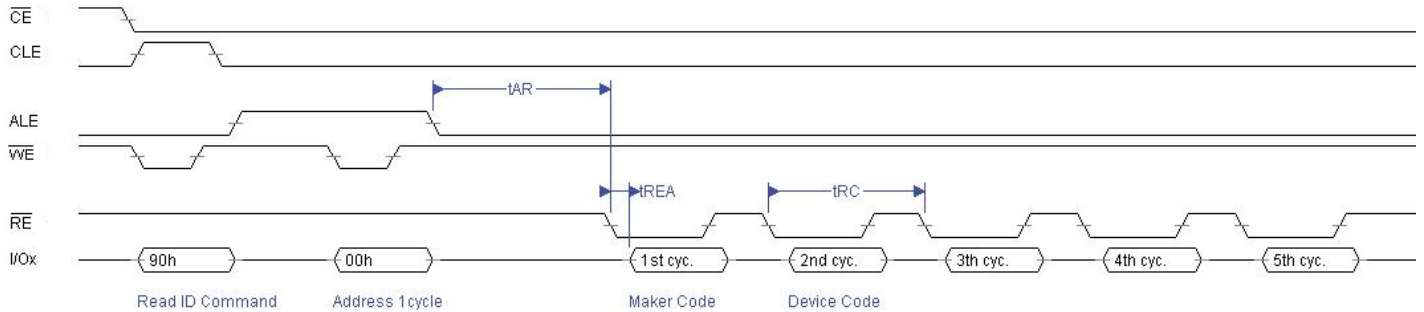 CE
CLE
tAR
ALE
WE
tREA
tRC
RE
I/Ox
90h
00h
1st cyc.
2nd cyc.
3th cyc.
4th cyc.
5th cyc.
Read ID Command
Address 1cycle
Maker Code
Device Code